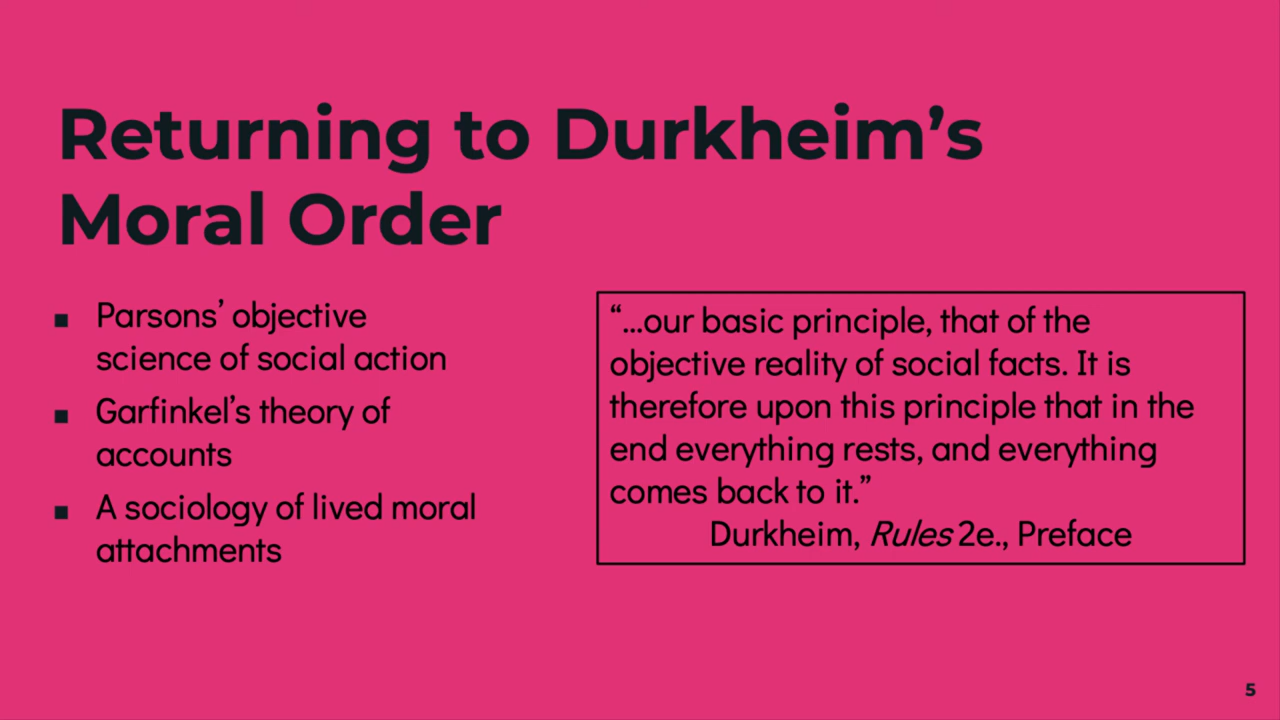 Returning to Durkheim’s
Moral Order
▪ Parsons’ objective
science of social action
▪ Garfinkel’s theory of
accounts
▪ A sociology of lived moral
attachments
“...our basic principle, that of the
objective reality of social facts. It is
therefore upon this principle that in the
end everything rests, and everything
comes back to it.”
Durkheim, Rules 2e., Preface
5